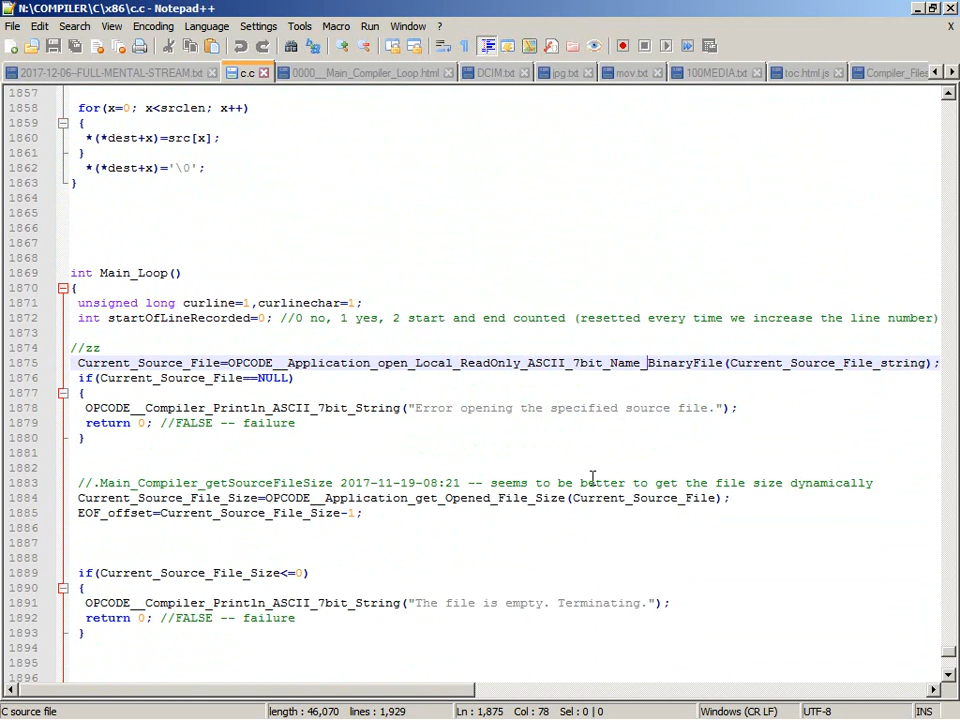 N:\COMPILER\C\x86\c.c - Notepad++
File Edit Search View Encoding Language Settings Tools Macro Run Window ? X
2017-12-06-FULL-MENTAL-STREAM.txt c.c 0000__Main_Compiler_Loop.html DCIM.txt jpg.txt mov.txt 100MEDIA.txt toc.html.js Compiler_Files
1857
1858 for(x=0; x<srclen; x++)
1859 {
1860 *(*dest+x)=src[x];
1861 }
1862 *(*dest+x)='\0';
1863 }
1864
1865
1866
1867
1868
1869 int Main_Loop()
1870 {
1871 unsigned long curline=1,curlinechar=1;
1872 int startOfLineRecorded=0; //0 no, 1 yes, 2 start and end counted (resetted every time we increase the line number)
1873
1874 //zz
1875 Current_Source_File=OPCODE__Application_open_Local_ReadOnly_ASCII_7bit_Name_BinaryFile(Current_Source_File_string);
1876 if(Current_Source_File==NULL)
1877 {
1878 OPCODE__Compiler_Println_ASCII_7bit_String("Error opening the specified source file.");
1879 return 0; //FALSE -- failure
1880 }
1881
1882
1883 //.Main_Compiler_getSourceFileSize 2017-11-19-08:21 -- seems to be better to get the file size dynamically
1884 Current_Source_File_Size=OPCODE__Application_get_Opened_File_Size(Current_Source_File);
1885 EOF_offset=Current_Source_File_Size-1;
1886
1887
1888
1889 if(Current_Source_File_Size<=0)
1890 {
1891 OPCODE__Compiler_Println_ASCII_7bit_String("The file is empty. Terminating.");
1892 return 0; //FALSE -- failure
1893 }
1894
1895
1896
C source file length : 46,070 lines : 1,929 Ln : 1,875 Col : 78 Sel : 0 | 0 Windows (CR LF) UTF-8 INS